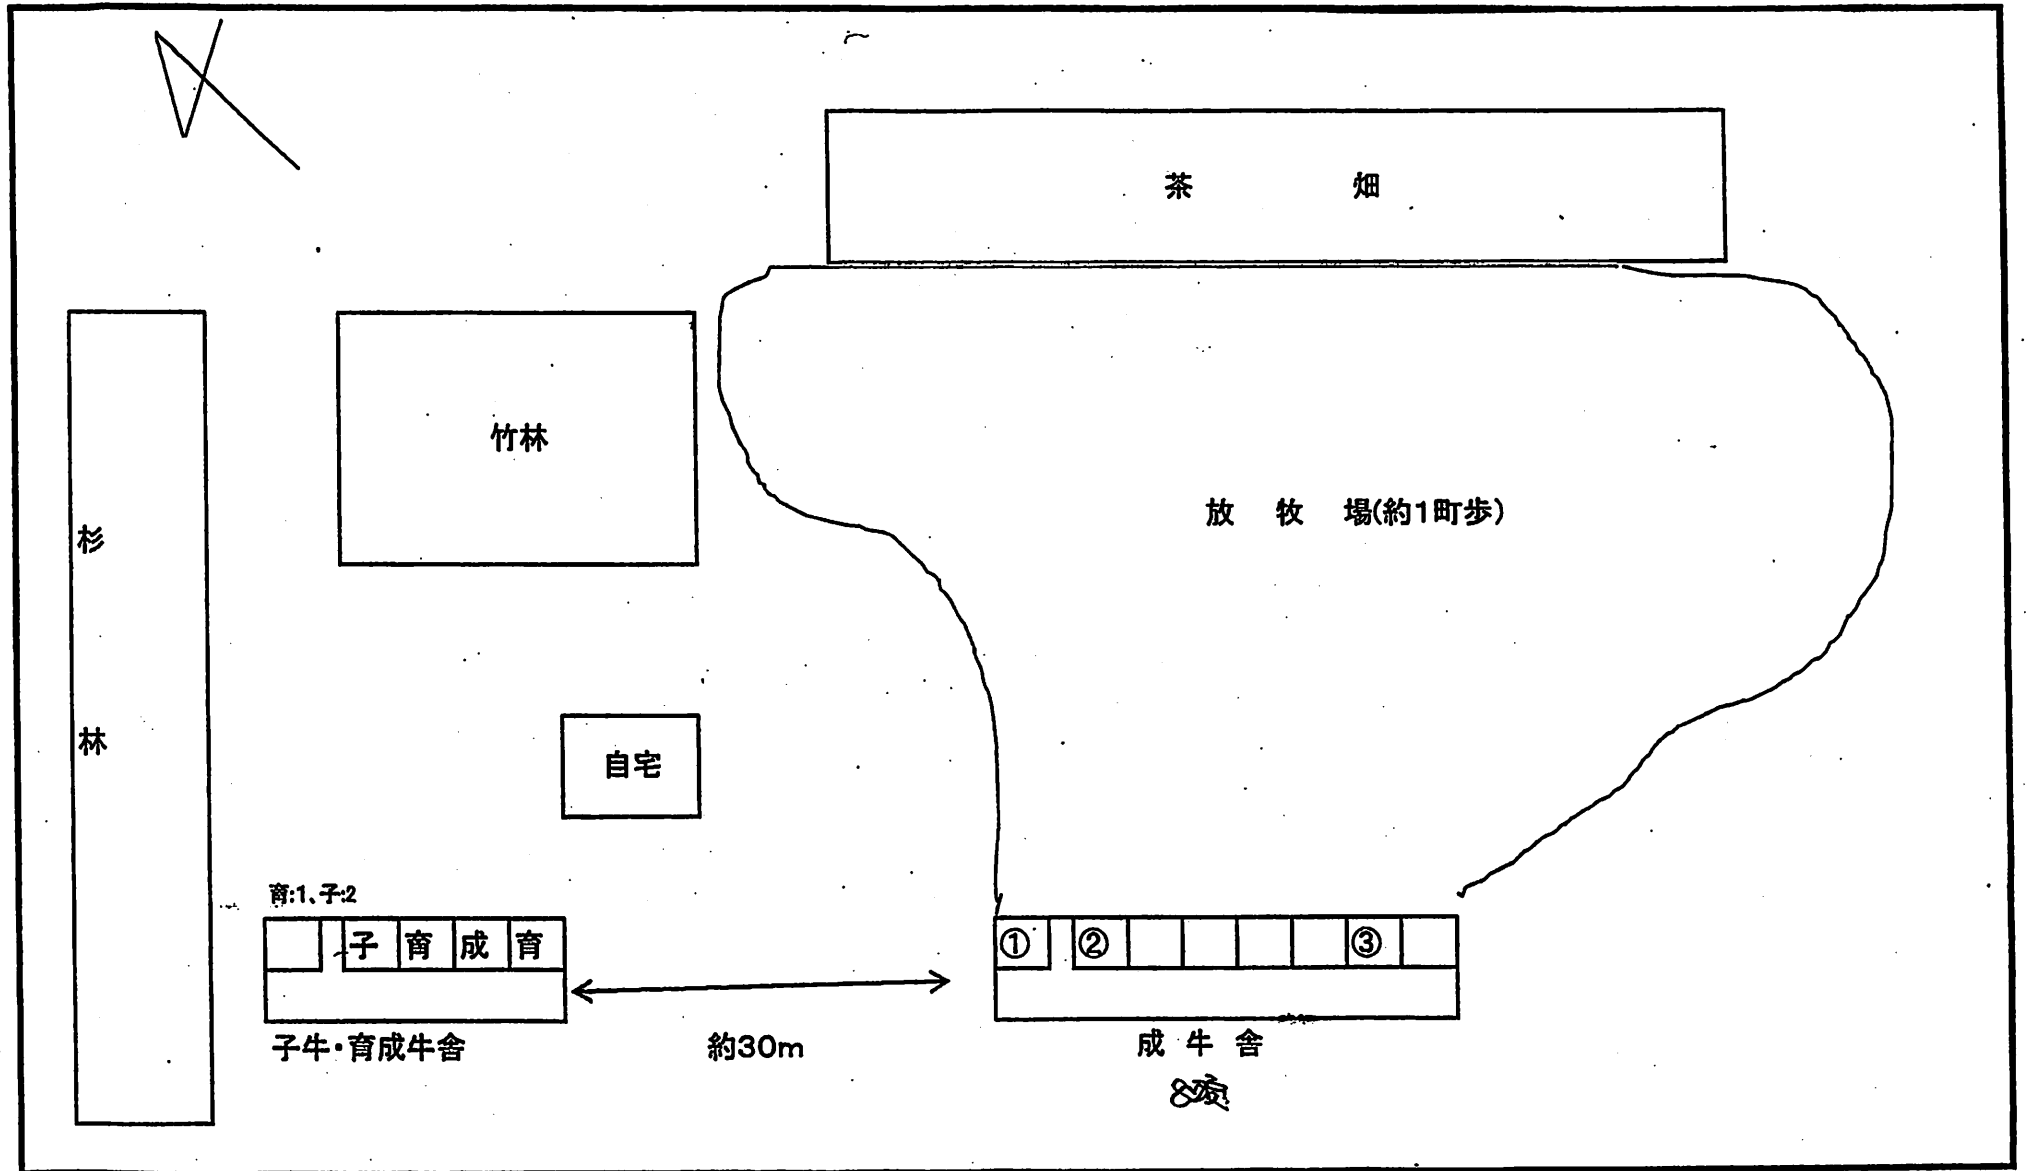 茶 畑
竹林
放 牧 場(約1町歩)
杉
林
自宅
育:1、子:2
子 育 成 育
① ② ③
子牛・育成牛舎
約30m
成 牛 舎
8頭